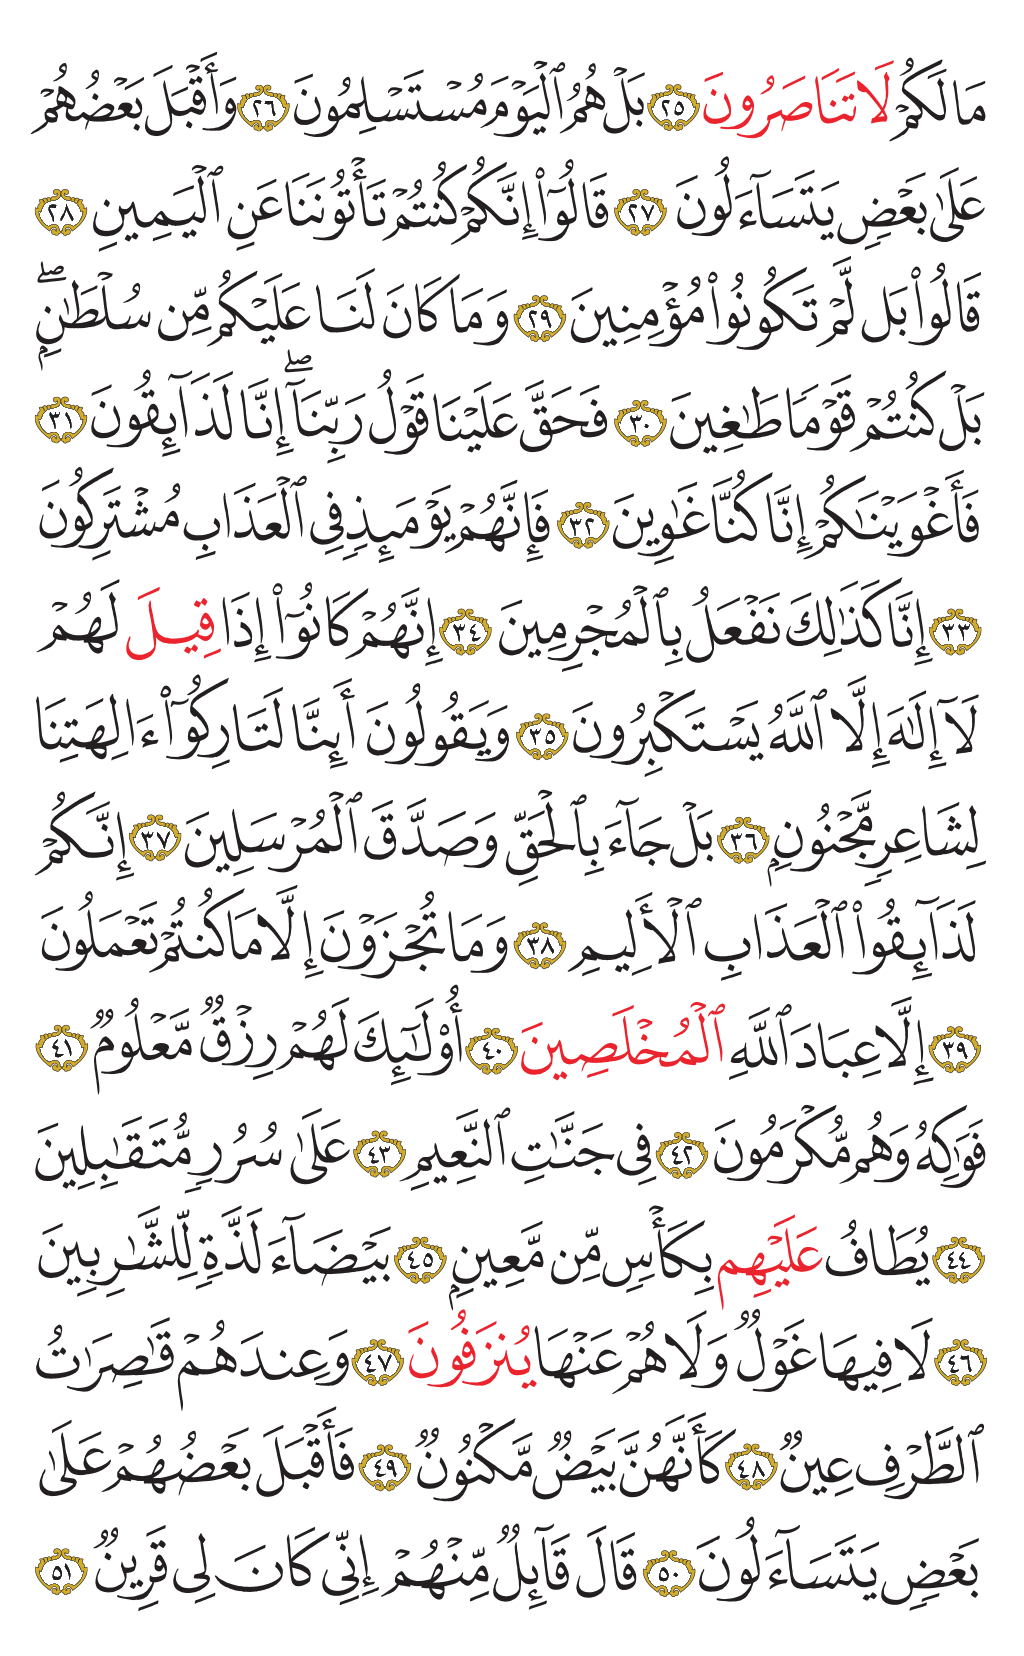 مَا لَكُمۡ لَا تَنَاصَرُونَ ٢٥ بَلۡ هُمُ ٱلۡيَوۡمَ مُسۡتَسۡلِمُونَ ٢٦ وَأَقۡبَلَ بَعۡضُهُمۡ
عَلَىٰ بَعۡضٖ يَتَسَآءَلُونَ ٢٧ قَالُوٓاْ إِنَّكُمۡ كُنتُمۡ تَأۡتُونَنَا عَنِ ٱلۡيَمِينِ ٢٨
قَالُواْ بَل لَّمۡ تَكُونُواْ مُؤۡمِنِينَ ٢٩ وَمَا كَانَ لَنَا عَلَيۡكُم مِّن سُلۡطَٰنِۭۖ
بَلۡ كُنتُمۡ قَوۡمٗا طَٰغِينَ ٣٠ فَحَقَّ عَلَيۡنَا قَوۡلُ رَبِّنَآۖ إِنَّا لَذَآئِقُونَ ٣١
فَأَغۡوَيۡنَٰكُمۡ إِنَّا كُنَّا غَٰوِينَ ٣٢ فَإِنَّهُمۡ يَوۡمَئِذٖ فِي ٱلۡعَذَابِ مُشۡتَرِكُونَ
٣٣ إِنَّا كَذَٰلِكَ نَفۡعَلُ بِٱلۡمُجۡرِمِينَ ٣٤ إِنَّهُمۡ كَانُوٓاْ إِذَا قِيلَ لَهُمۡ
لَآ إِلَٰهَ إِلَّا ٱللَّهُ يَسۡتَكۡبِرُونَ ٣٥ وَيَقُولُونَ أَئِنَّا لَتَارِكُوٓاْ ءَالِهَتِنَا
لِشَاعِرٖ مَّجۡنُونِۭ ٣٦ بَلۡ جَآءَ بِٱلۡحَقِّ وَصَدَّقَ ٱلۡمُرۡسَلِينَ ٣٧ إِنَّكُمۡ
لَذَآئِقُواْ ٱلۡعَذَابِ ٱلۡأَلِيمِ ٣٨ وَمَا تُجۡزَوۡنَ إِلَّا مَا كُنتُمۡ تَعۡمَلُونَ
٣٩ إِلَّا عِبَادَ ٱللَّهِ ٱلۡمُخۡلَصِينَ ٤٠ أُوْلَٰٓئِكَ لَهُمۡ رِزۡقٞ مَّعۡلُومٞ ٤١
فَوَٰكِهُ وَهُم مُّكۡرَمُونَ ٤٢ فِي جَنَّٰتِ ٱلنَّعِيمِ ٤٣ عَلَىٰ سُرُرٖ مُّتَقَٰبِلِينَ
٤٤ يُطَافُ عَلَيۡهِم بِكَأۡسٖ مِّن مَّعِينِۭ ٤٥ بَيۡضَآءَ لَذَّةٖ لِّلشَّٰرِبِينَ
٤٦ لَا فِيهَا غَوۡلٞ وَلَا هُمۡ عَنۡهَا يُنزَفُونَ ٤٧ وَعِندَهُمۡ قَٰصِرَٰتُ
ٱلطَّرۡفِ عِينٞ ٤٨ كَأَنَّهُنَّ بَيۡضٞ مَّكۡنُونٞ ٤٩ فَأَقۡبَلَ بَعۡضُهُمۡ عَلَىٰ
بَعۡضٖ يَتَسَآءَلُونَ ٥٠ قَالَ قَآئِلٞ مِّنۡهُمۡ إِنِّي كَانَ لِي قَرِينٞ ٥١